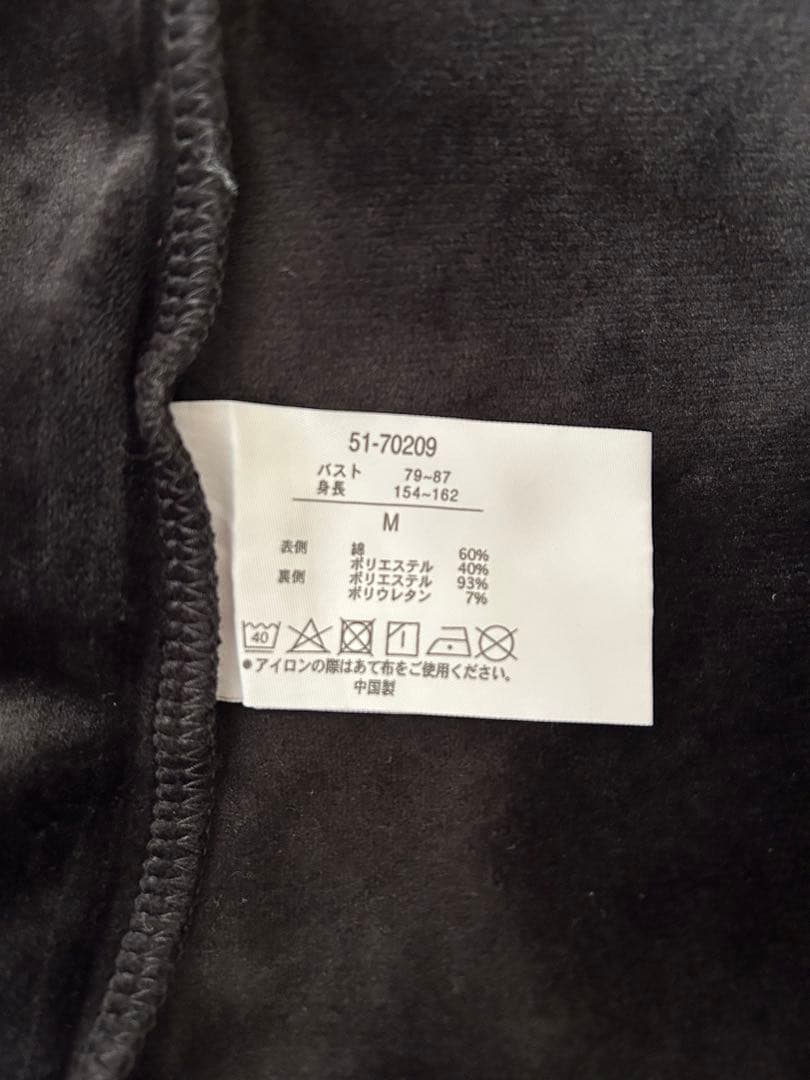 51-70209
バスト 79~87
身長 154~162
M
表側 綿 60%
ポリエステル 40%
裏側 ポリエステル 93%
ポリウレタン 7%
40
●アイロンの際はあて布をご使用ください。
中国製